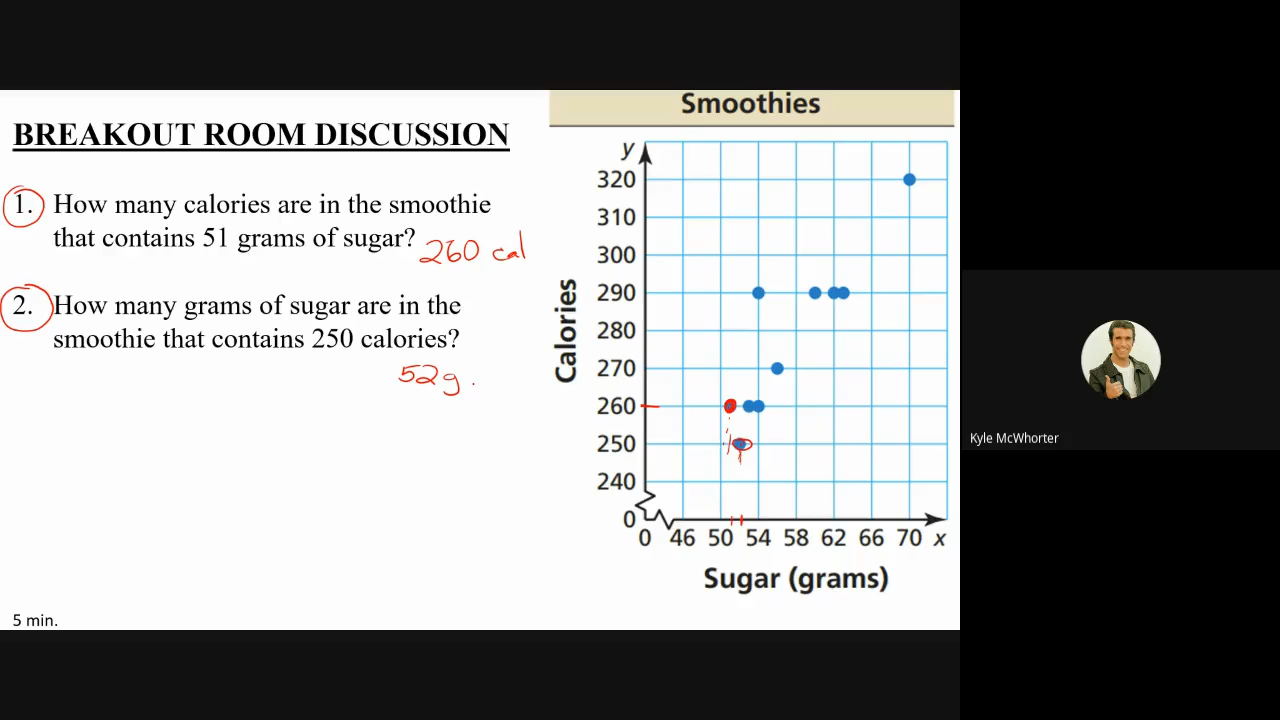 BREAKOUT ROOM DISCUSSION
1. How many calories are in the smoothie
that contains 51 grams of sugar? 260 cal
2. How many grams of sugar are in the
smoothie that contains 250 calories?
52g.
5 min.
Smoothies
y
320
310
300
290
280
270
260
250
240
0
Calories
0 46 50 54 58 62 66 70 x
Sugar (grams)
Kyle McWhorter